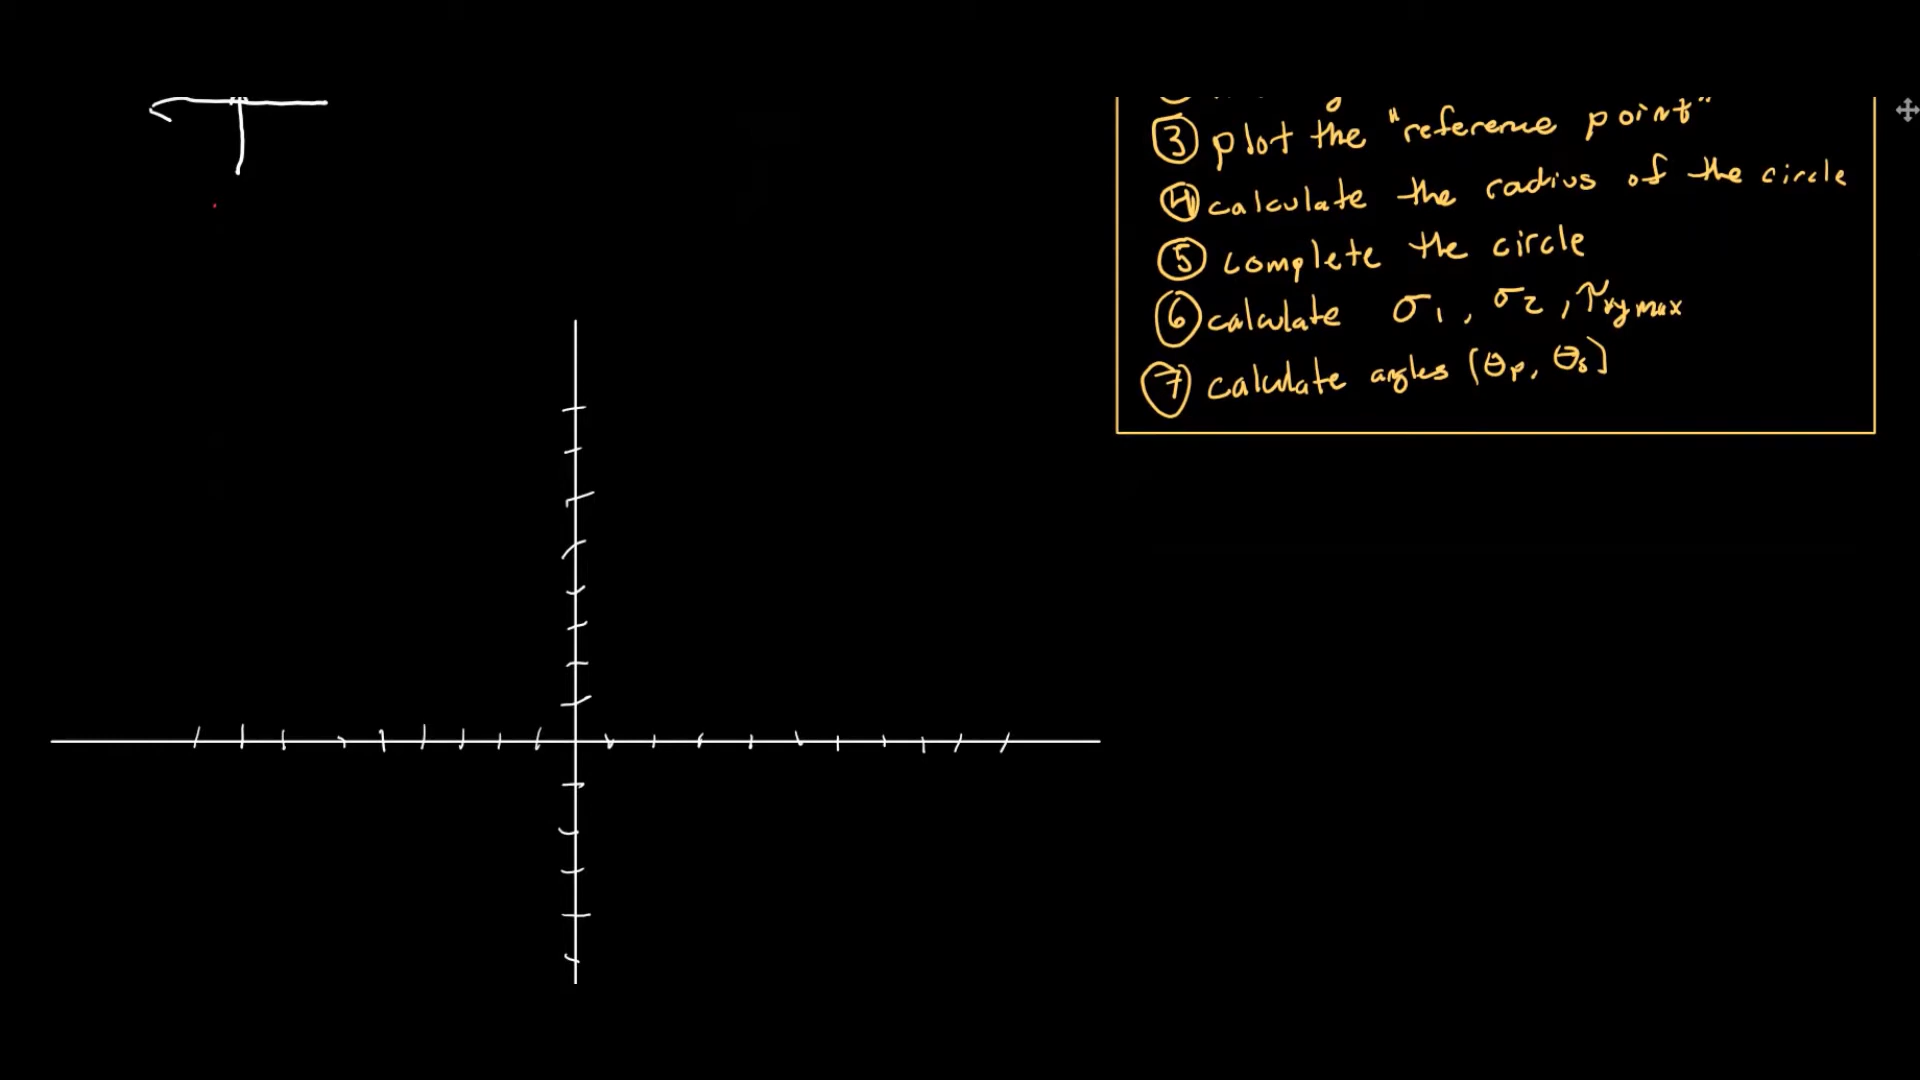 ③ plot the "reference point"
④ calculate the radius of the circle
⑤ complete the circle
⑥ calculate σ1, σ2, τxy max
⑦ calculate angles (θp, θs)